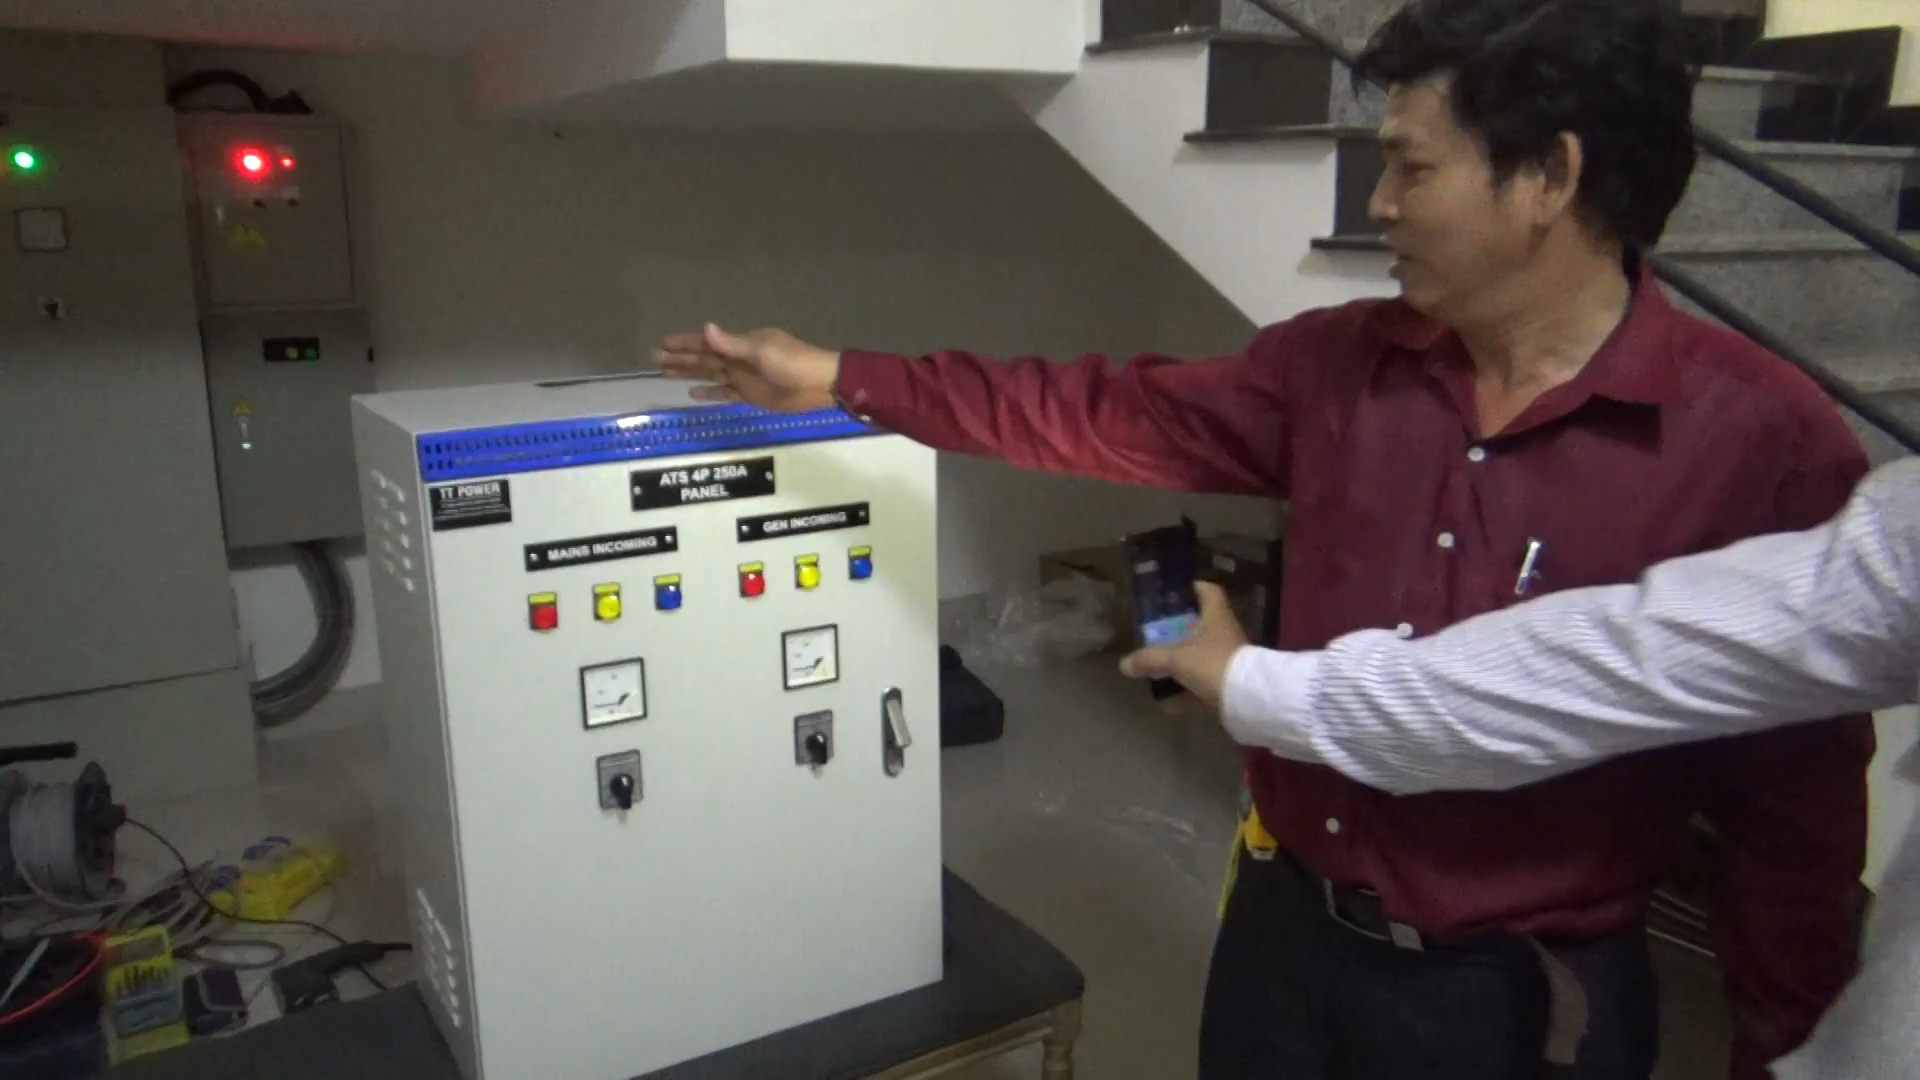 TT POWER
ATS 4P 250A
PANEL
MAINS INCOMING
GEN INCOMING